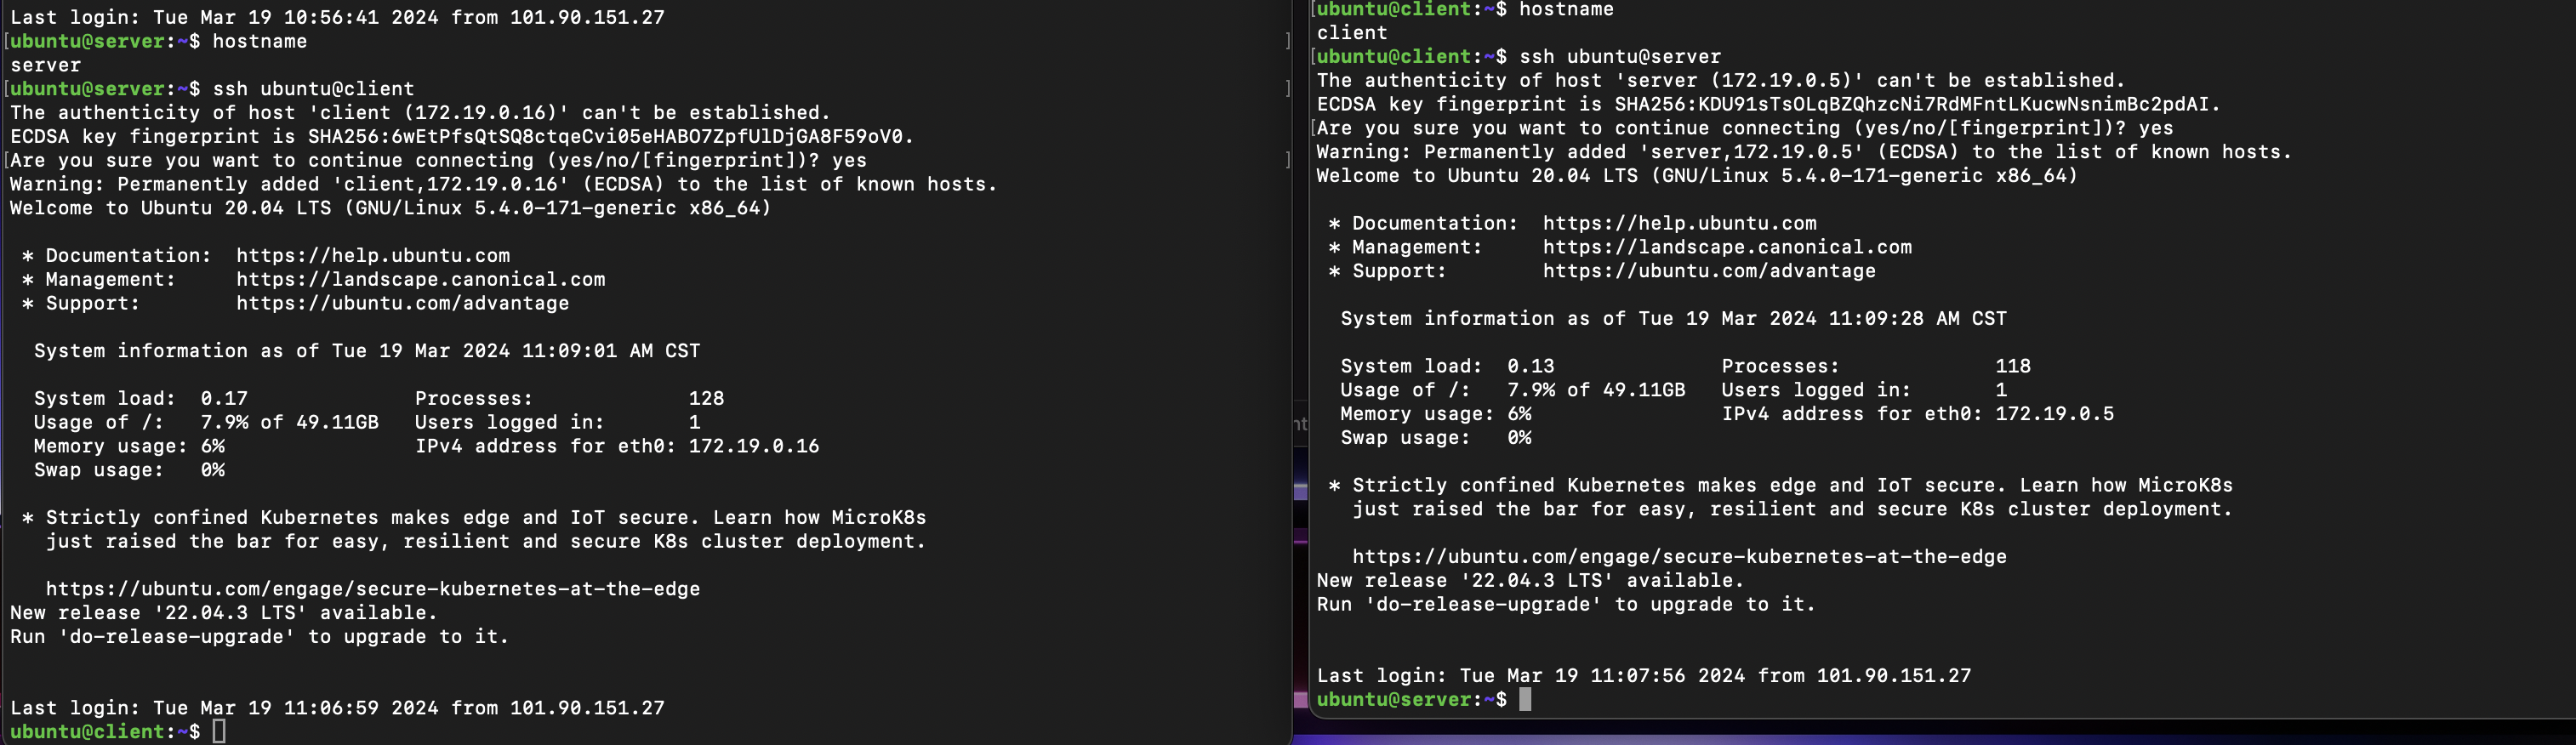 Last login: Tue Mar 19 10:56:41 2024 from 101.90.151.27
[ubuntu@server:~$ hostname ]
server
[ubuntu@server:~$ ssh ubuntu@client ]
The authenticity of host 'client (172.19.0.16)' can't be established.
ECDSA key fingerprint is SHA256:6wEtPfsQtSQ8ctqeCvi05eHABO7ZpfUlDjGA8F59oV0.
[Are you sure you want to continue connecting (yes/no/[fingerprint])? yes ]
Warning: Permanently added 'client,172.19.0.16' (ECDSA) to the list of known hosts.
Welcome to Ubuntu 20.04 LTS (GNU/Linux 5.4.0-171-generic x86_64)
* Documentation:  https://help.ubuntu.com
* Management:     https://landscape.canonical.com
* Support:        https://ubuntu.com/advantage
System information as of Tue 19 Mar 2024 11:09:01 AM CST
System load:  0.17              Processes:             128
Usage of /:   7.9% of 49.11GB   Users logged in:       1
Memory usage: 6%                IPv4 address for eth0: 172.19.0.16
Swap usage:   0%
* Strictly confined Kubernetes makes edge and IoT secure. Learn how MicroK8s
just raised the bar for easy, resilient and secure K8s cluster deployment.
https://ubuntu.com/engage/secure-kubernetes-at-the-edge
New release '22.04.3 LTS' available.
Run 'do-release-upgrade' to upgrade to it.
Last login: Tue Mar 19 11:06:59 2024 from 101.90.151.27
ubuntu@client:~$
[ubuntu@client:~$ hostname
client
[ubuntu@client:~$ ssh ubuntu@server
The authenticity of host 'server (172.19.0.5)' can't be established.
ECDSA key fingerprint is SHA256:KDU91sTsOLqBZQhzcNi7RdMFntLKucwNsnimBc2pdAI.
[Are you sure you want to continue connecting (yes/no/[fingerprint])? yes
Warning: Permanently added 'server,172.19.0.5' (ECDSA) to the list of known hosts.
Welcome to Ubuntu 20.04 LTS (GNU/Linux 5.4.0-171-generic x86_64)
* Documentation:  https://help.ubuntu.com
* Management:     https://landscape.canonical.com
* Support:        https://ubuntu.com/advantage
System information as of Tue 19 Mar 2024 11:09:28 AM CST
System load:  0.13              Processes:             118
Usage of /:   7.9% of 49.11GB   Users logged in:       1
Memory usage: 6%                IPv4 address for eth0: 172.19.0.5
Swap usage:   0%
* Strictly confined Kubernetes makes edge and IoT secure. Learn how MicroK8s
just raised the bar for easy, resilient and secure K8s cluster deployment.
https://ubuntu.com/engage/secure-kubernetes-at-the-edge
New release '22.04.3 LTS' available.
Run 'do-release-upgrade' to upgrade to it.
Last login: Tue Mar 19 11:07:56 2024 from 101.90.151.27
ubuntu@server:~$